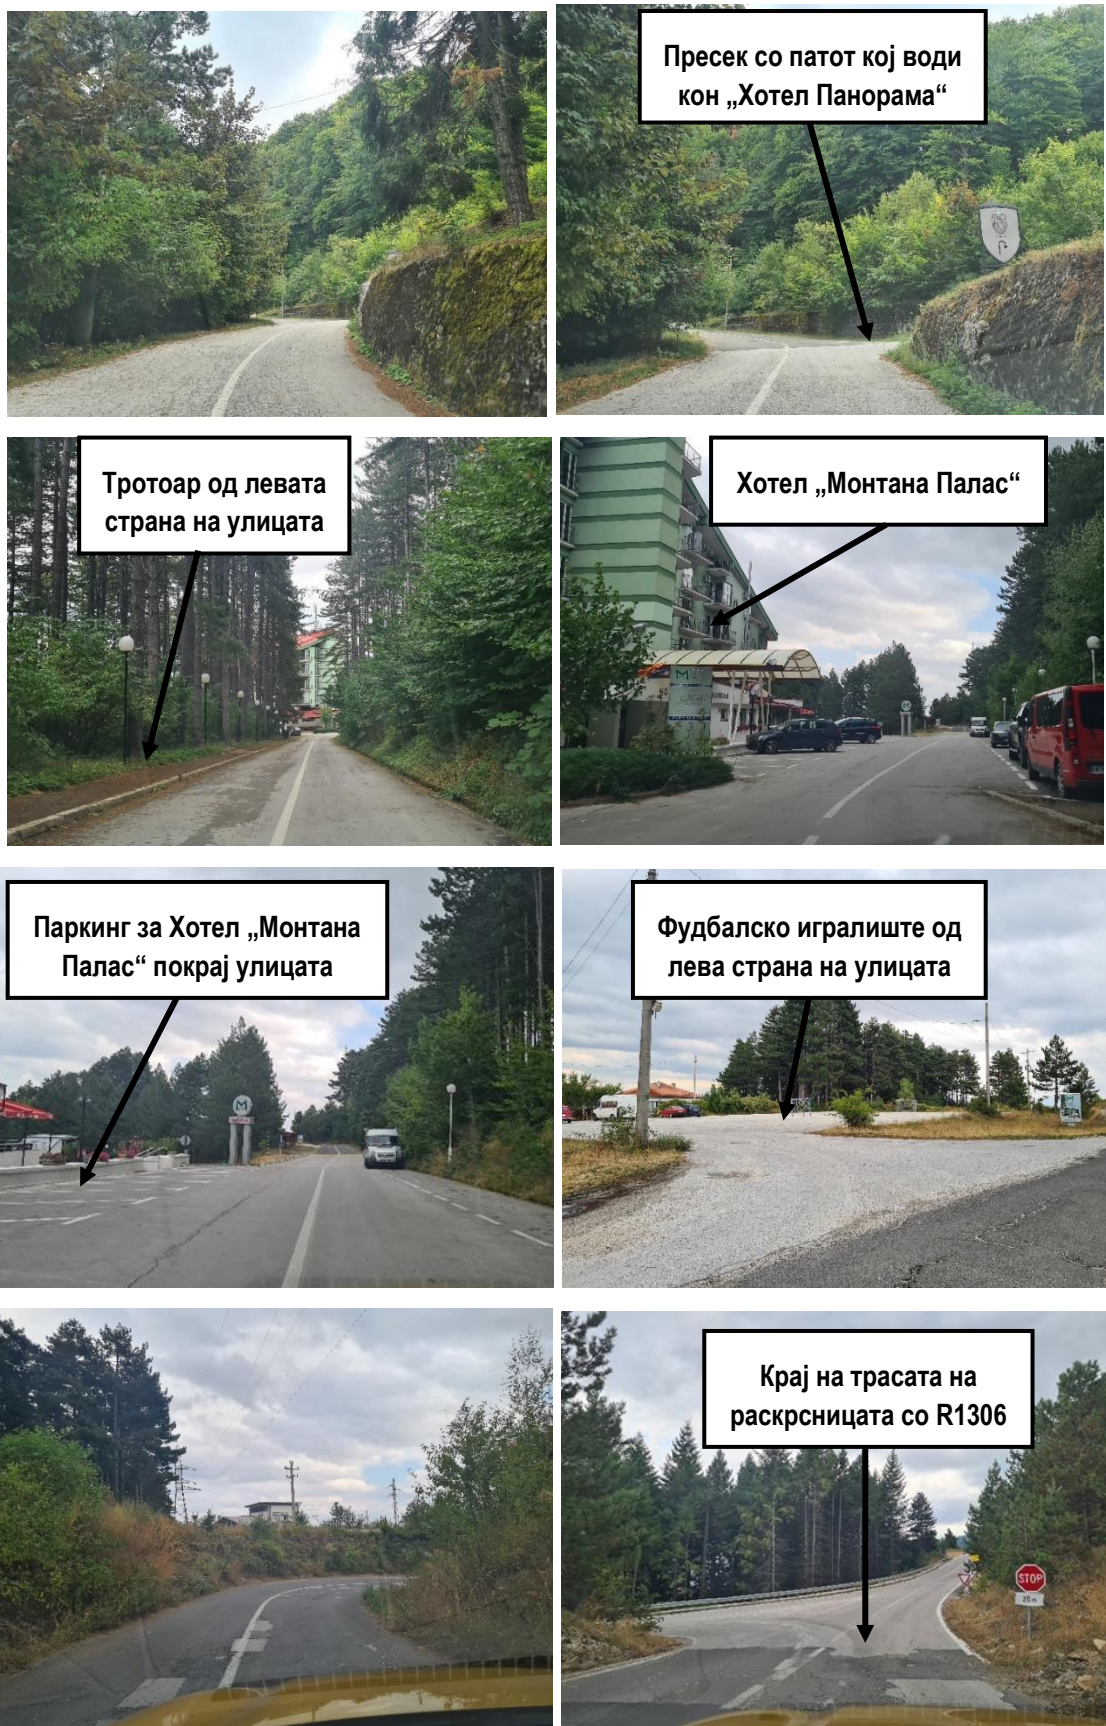 Пресек со патот кој води
кон „Хотел Панорама“
Тротоар од левата
страна на улицата
Хотел „Монтана Палас“
M
Паркинг за Хотел „Монтана
Палас“ покрај улицата
M
Фудбалско игралиште од
лева страна на улицата
Крај на трасата на
раскрсницата со R1306
STOP
20 m